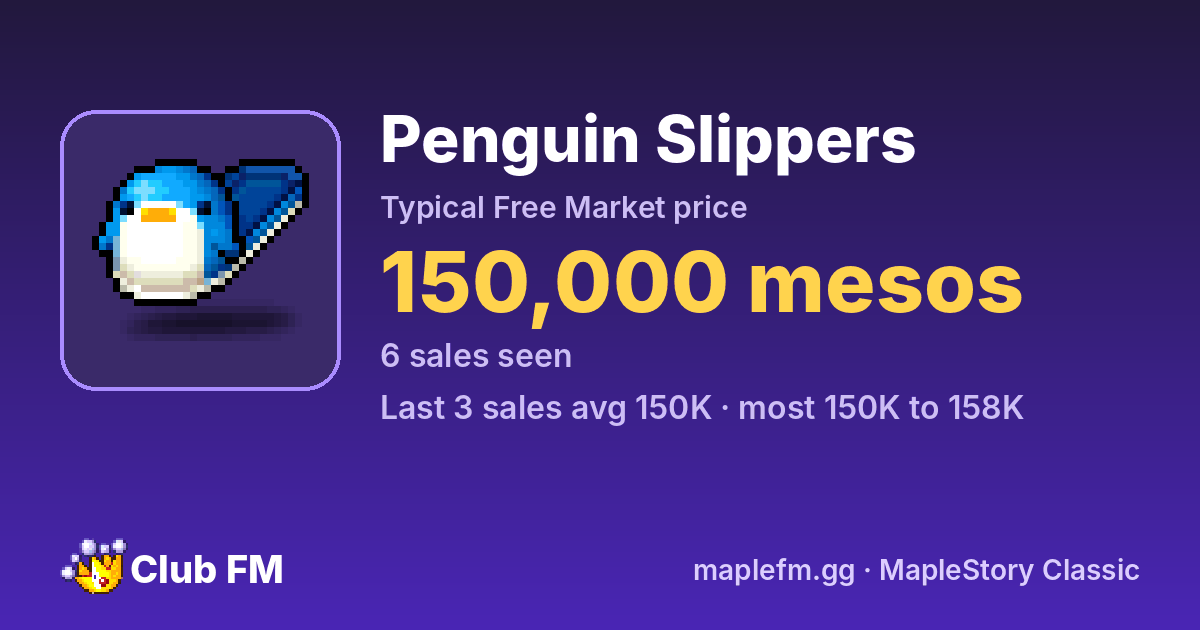 Penguin Slippers
Typical Free Market price
150,000 mesos
6 sales seen
Last 3 sales avg 150K · most 150K to 158K
Club FM
maplefm.gg · MapleStory Classic